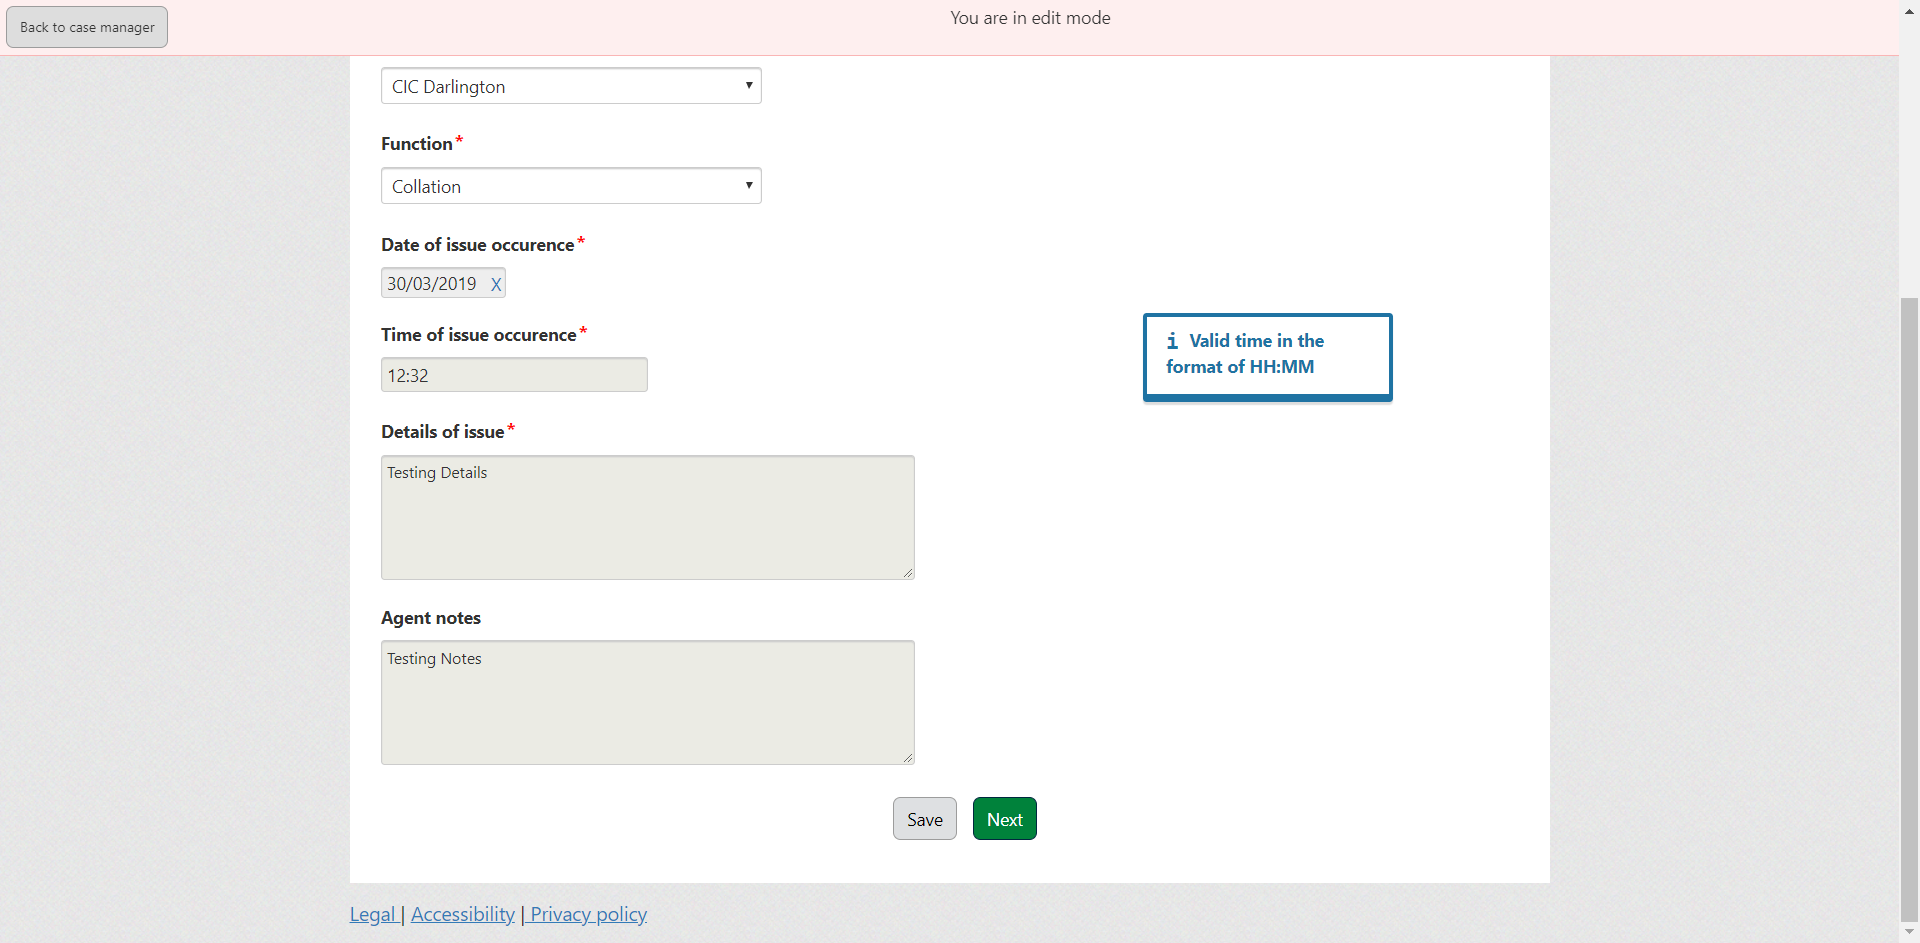 Back to case manager
You are in edit mode
CIC Darlington
Function*
Collation
Date of issue occurence*
30/03/2019 X
Time of issue occurence*
12:32
i Valid time in the
format of HH:MM
Details of issue*
Testing Details
Agent notes
Testing Notes
Save Next
Legal | Accessibility | Privacy policy